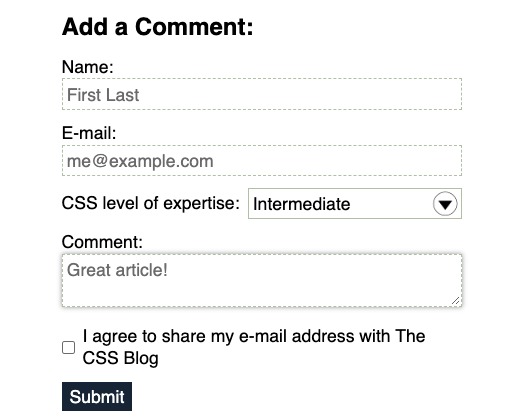 Add a Comment:
Name:
First Last
E-mail:
me@example.com
CSS level of expertise: Intermediate
Comment:
Great article!
I agree to share my e-mail address with The
CSS Blog
Submit